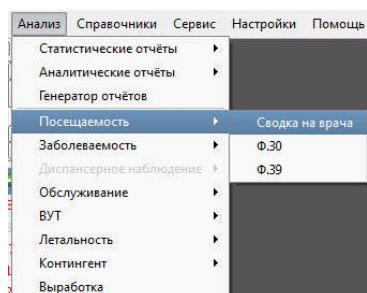 Анализ Справочники Сервис Настройки Помощь
Статистические отчёты
Аналитические отчёты
Генератор отчётов
Посещаемость
Сводка на врача
Заболеваемость
Ф.30
Диспансерное наблюдение
Ф.39
Обслуживание
ВУТ
Летальность
Контингент
Выработка